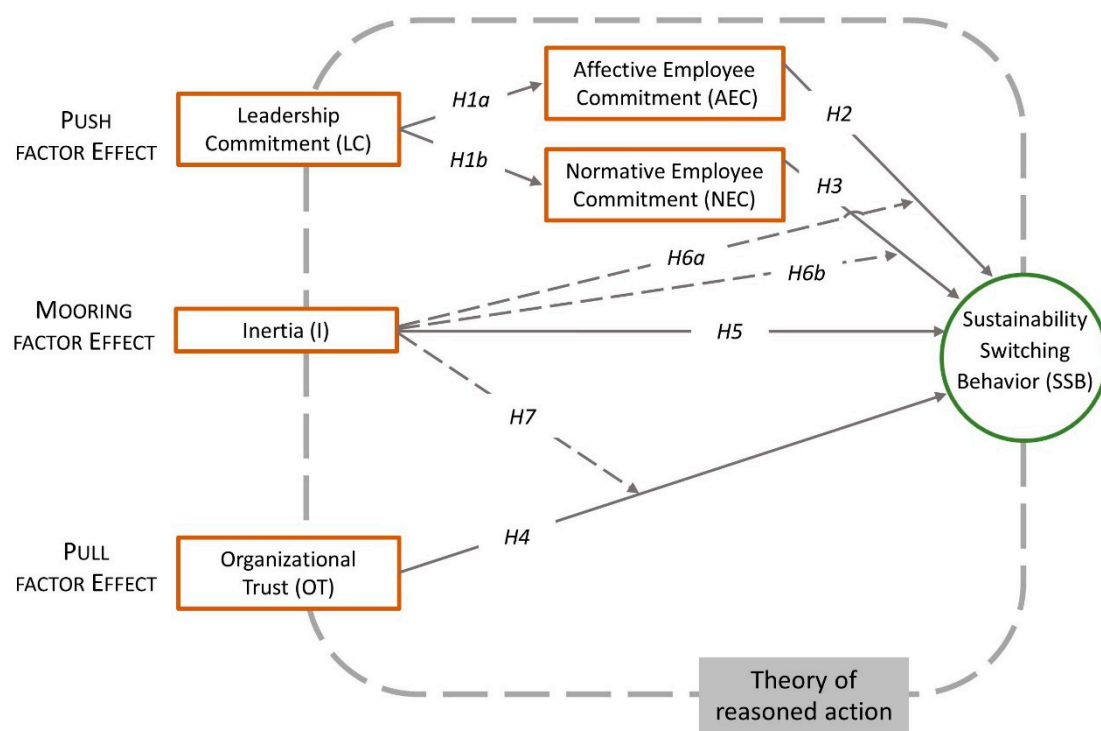 PUSH
FACTOR EFFECT
Leadership
Commitment (LC)
H1a
H1b
Affective Employee
Commitment (AEC)
Normative Employee
Commitment (NEC)
H2
H3
H6a
H6b
MOORING
FACTOR EFFECT
Inertia (I)
H5
Sustainability
Switching
Behavior (SSB)
H7
H4
PULL
FACTOR EFFECT
Organizational
Trust (OT)
Theory of
reasoned action